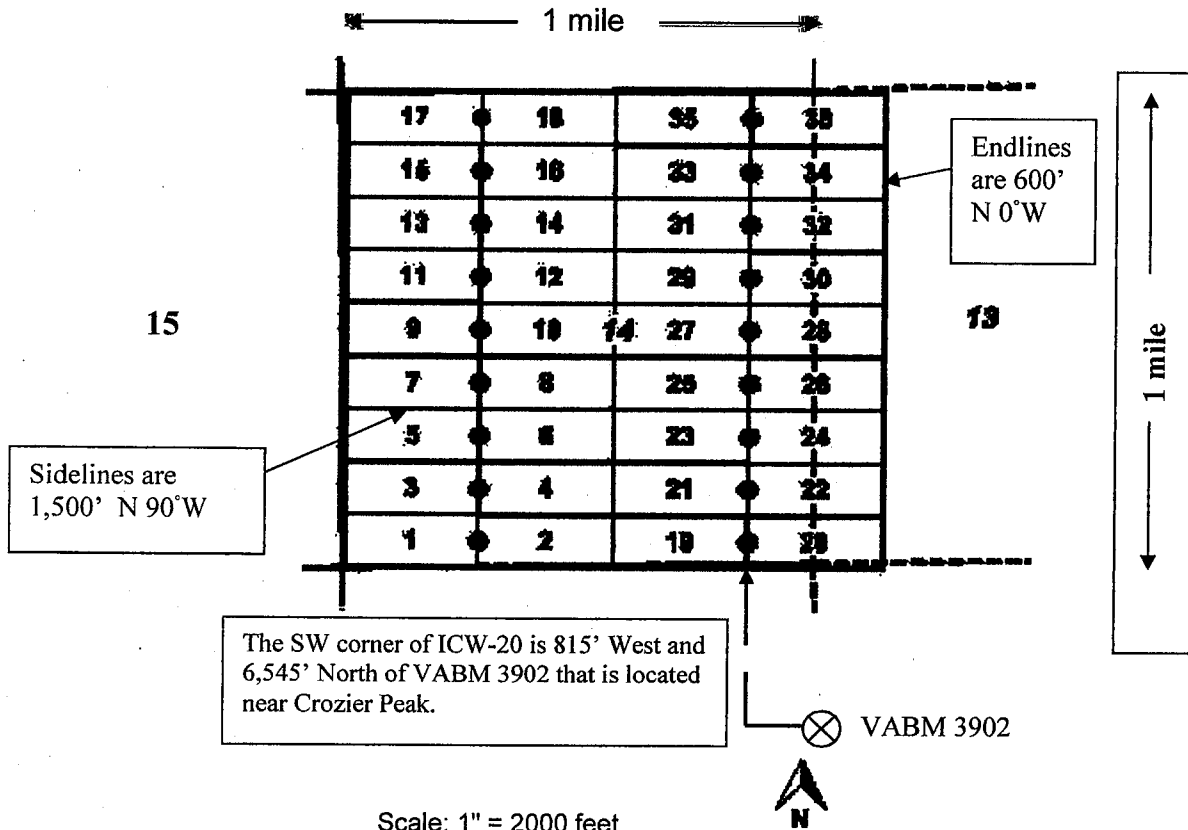 1 mile
17 18 35 36
15 16 33 34
13 14 31 32
11 12 29 30
15 9 10 14 27 28 13
7 8 25 26
5 6 23 24
3 4 21 22
1 2 19 20
Endlines
are 600'
N 0°W
1 mile
Sidelines are
1,500' N 90°W
The SW corner of ICW-20 is 815' West and
6,545' North of VABM 3902 that is located
near Crozier Peak.
VABM 3902
N
Scale: 1" = 2000 feet